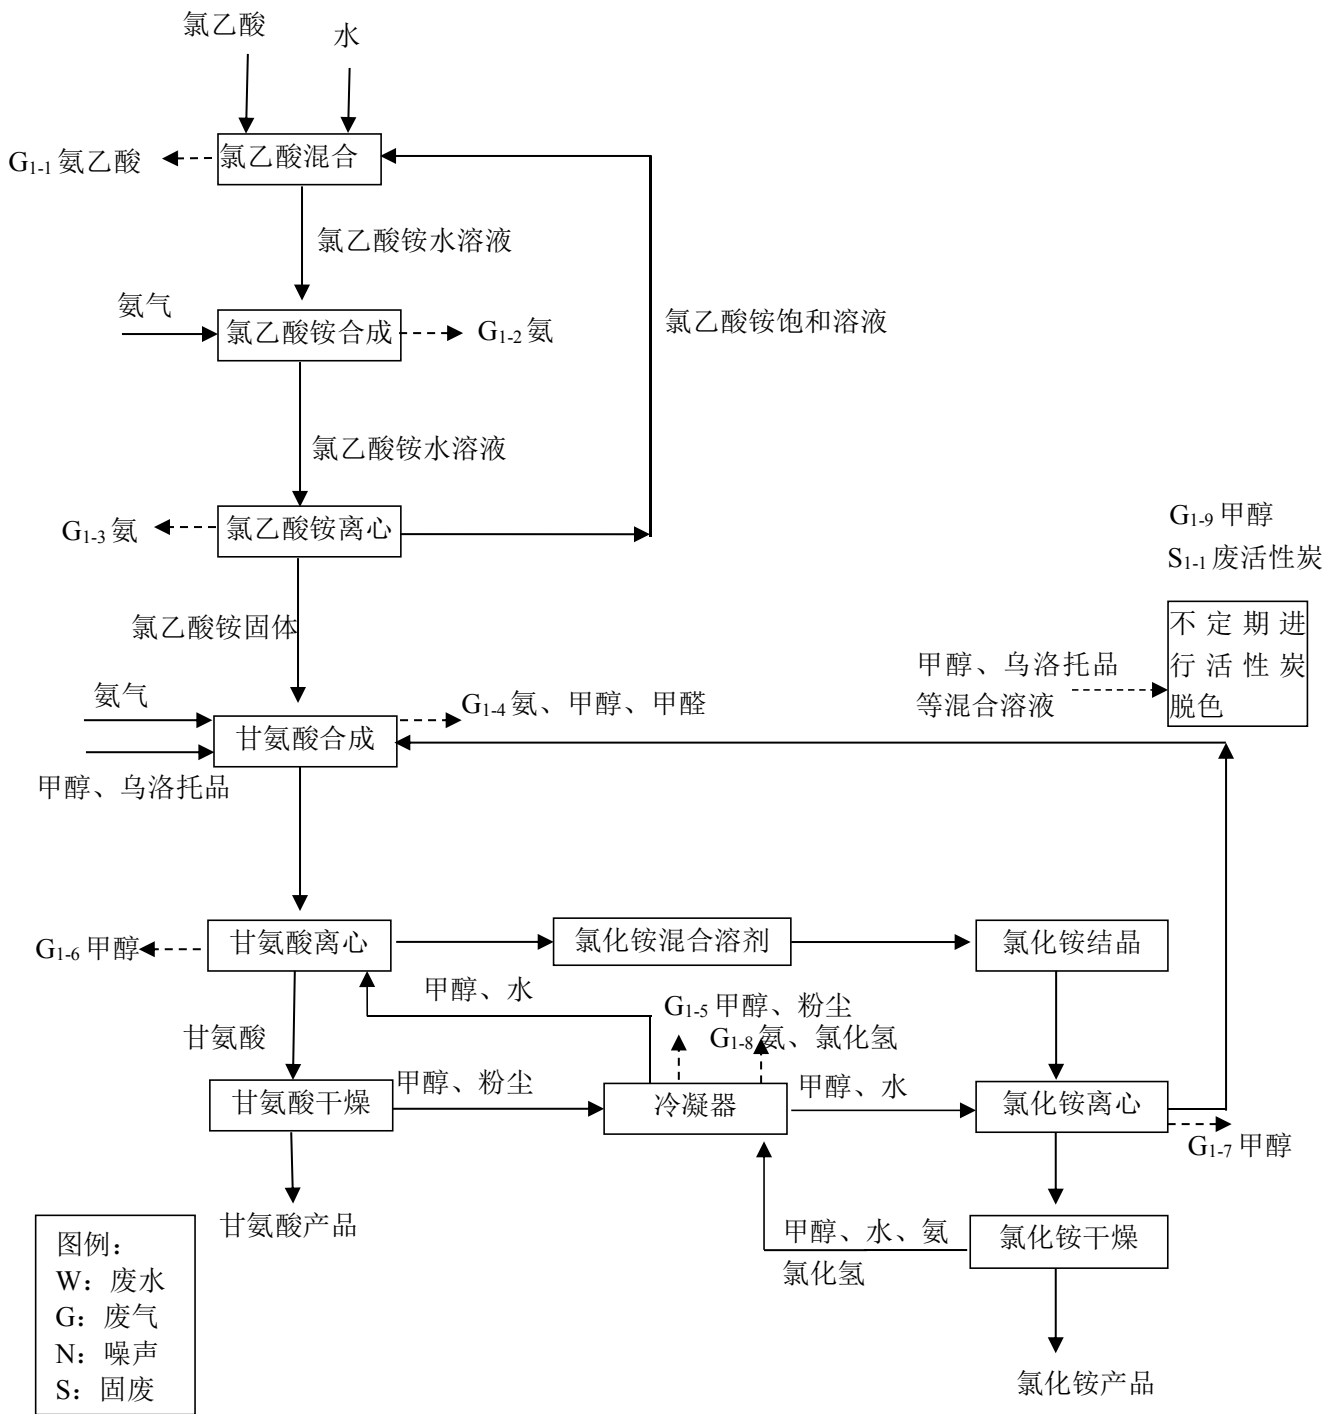 氯乙酸
水
G1-1 氨乙酸
氯乙酸混合
氯乙酸铵水溶液
氨气
氯乙酸铵合成
G1-2 氨
氯乙酸铵饱和溶液
氯乙酸铵水溶液
G1-3 氨
氯乙酸铵离心
G1-9 甲醇
S1-1 废活性炭
氯乙酸铵固体
不定期进
行活性炭
脱色
甲醇、乌洛托品
等混合溶液
氨气
G1-4 氨、甲醇、甲醛
甘氨酸合成
甲醇、乌洛托品
G1-6 甲醇
甘氨酸离心
氯化铵混合溶剂
氯化铵结晶
甲醇、水
G1-5 甲醇、粉尘
G1-8 氨、氯化氢
甘氨酸
甲醇、粉尘
甘氨酸干燥
冷凝器
甲醇、水
氯化铵离心
G1-7 甲醇
甘氨酸产品
甲醇、水、氨
氯化氢
氯化铵干燥
图例：
W：废水
G：废气
N：噪声
S：固废
氯化铵产品